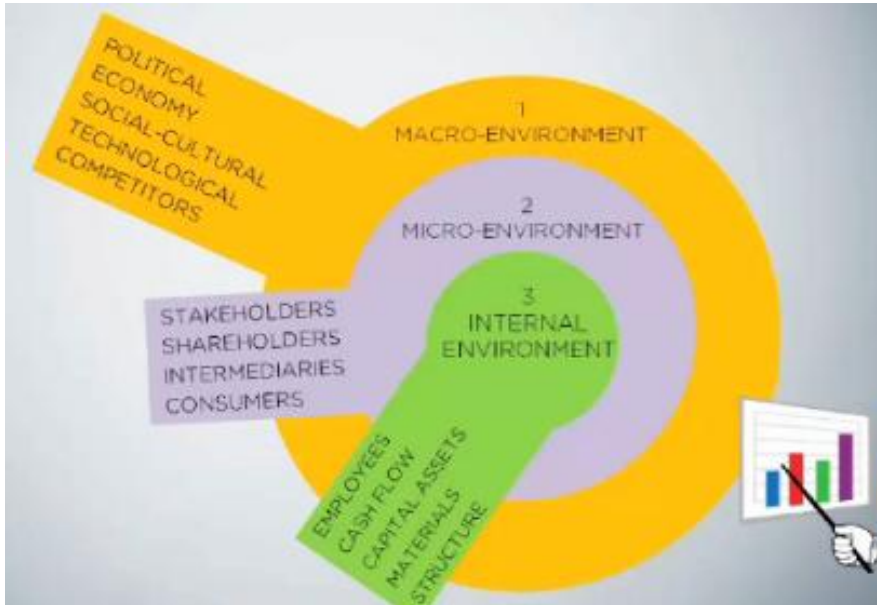 POLITICAL
ECONOMY
SOCIAL-CULTURAL
TECHNOLOGICAL
COMPETITORS
1
MACRO-ENVIRONMENT
2
MICRO-ENVIRONMENT
STAKEHOLDERS
SHAREHOLDERS
INTERMEDIARIES
CONSUMERS
3
INTERNAL
ENVIRONMENT
EMPLOYEES
CASH FLOW
CAPITAL ASSETS
MATERIALS
STRUCTURE